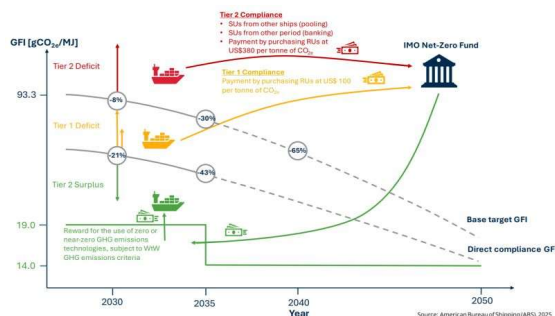 Tier 2 Compliance
• SUs from other ships (pooling)
• SUs from other period (banking)
• Payment by purchasing RUs at
US$380 per tonne of CO2e
GFI [gCO2e/MJ]
IMO Net-Zero Fund
Tier 2 Deficit
Tier 1 Compliance
Payment by purchasing RUs at US$ 100
per tonne of CO2e
93.3
-8%
-30%
Tier 1 Deficit
-21%
-65%
-43%
Tier 2 Surplus
Base target GFI
19.0
Reward for the use of zero or
near-zero GHG emissions
technologies, subject to WtW
GHG emissions criteria
Direct compliance GF
14.0
2030
2035
2040
2050
Year
Source: American Bureau of Shipping (ABS), 2025